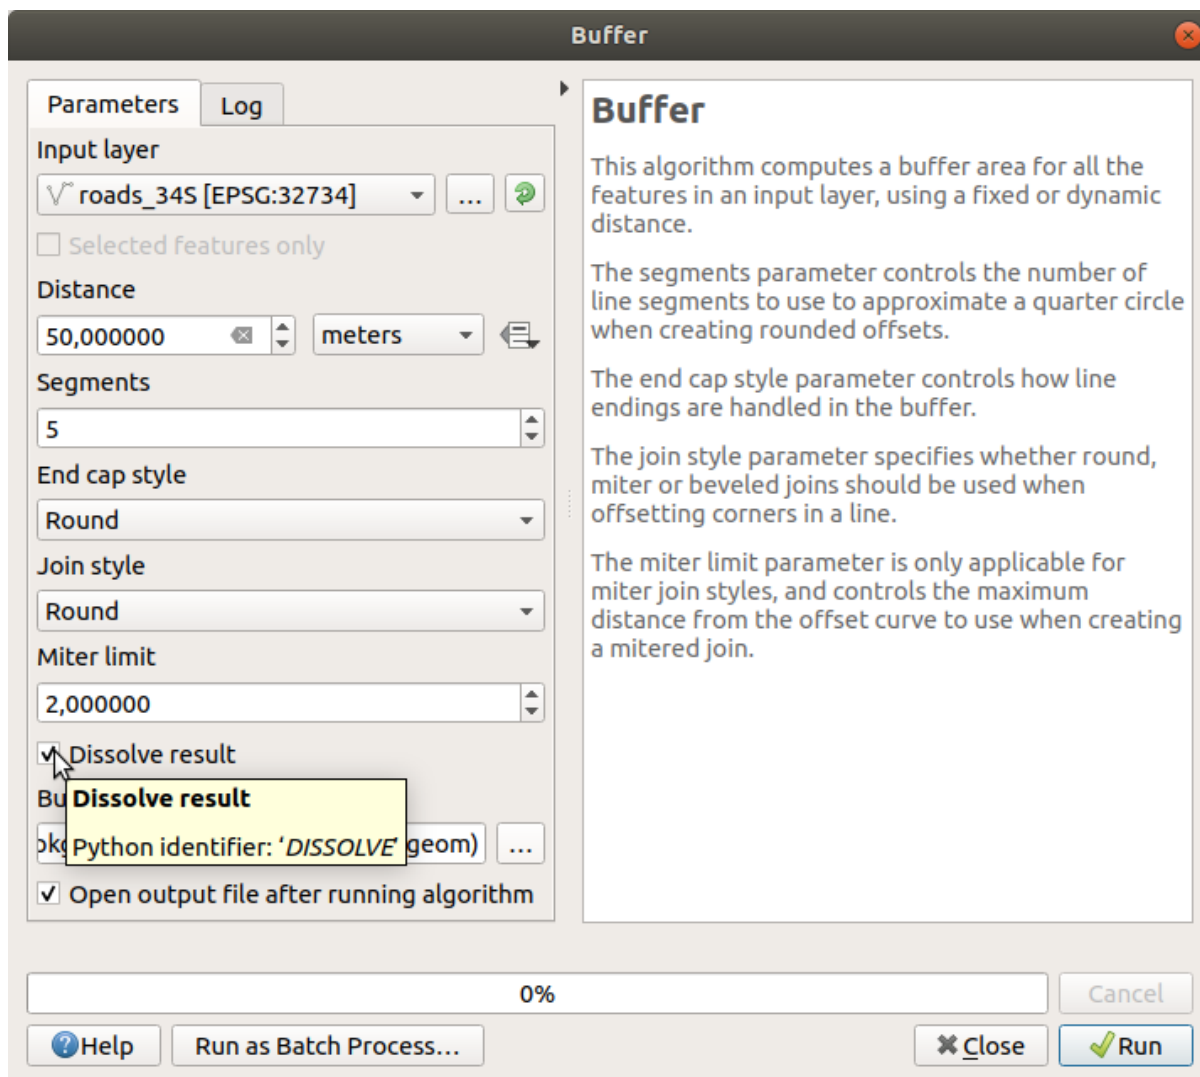 Buffer
Parameters
Log
Input layer
roads_34S [EPSG:32734]
...
Selected features only
Distance
50,000000
meters
Segments
5
End cap style
Round
Join style
Round
Miter limit
2,000000
Dissolve result
Dissolve result
Python identifier: ‘DISSOLVE’
geom)
...
Open output file after running algorithm
Buffer
This algorithm computes a buffer area for all the
features in an input layer, using a fixed or dynamic
distance.
The segments parameter controls the number of
line segments to use to approximate a quarter circle
when creating rounded offsets.
The end cap style parameter controls how line
endings are handled in the buffer.
The join style parameter specifies whether round,
miter or beveled joins should be used when
offsetting corners in a line.
The miter limit parameter is only applicable for
miter join styles, and controls the maximum
distance from the offset curve to use when creating
a mitered join.
0%
Cancel
Help
Run as Batch Process...
Close
Run